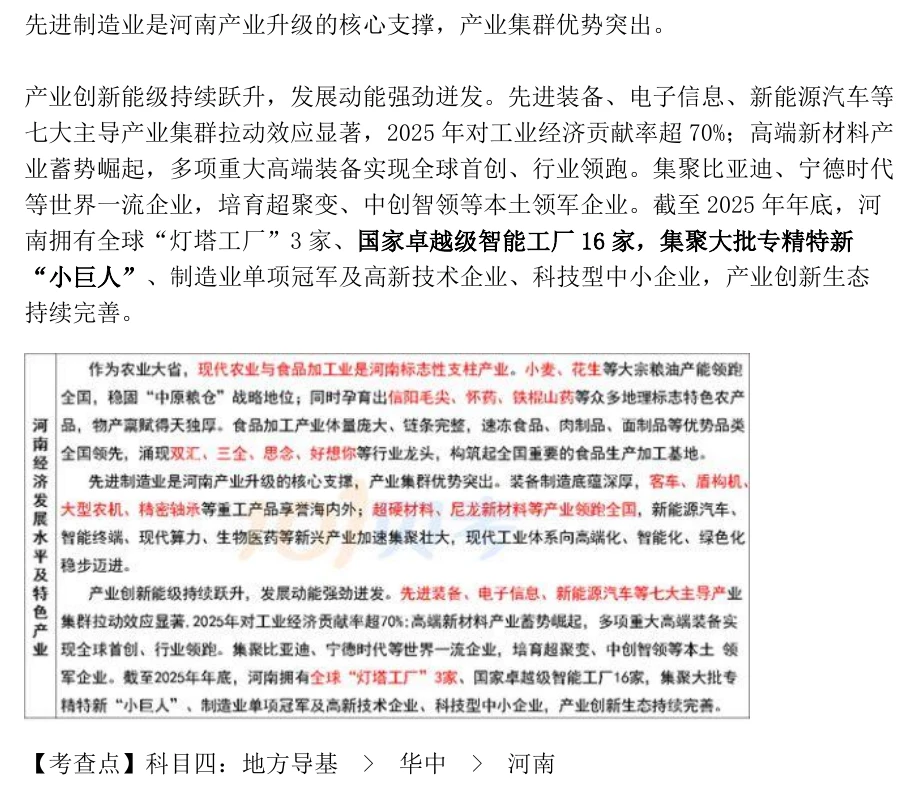 先进制造业是河南产业升级的核心支撑，产业集群优势突出。
产业创新能级持续跃升，发展动能强劲迸发。先进装备、电子信息、新能源汽车等
七大主导产业集群拉动效应显著，2025 年对工业经济贡献率超 70%；高端新材料产
业蓄势崛起，多项重大高端装备实现全球首创、行业领跑。集聚比亚迪、宁德时代
等世界一流企业，培育超聚变、中创智领等本土领军企业。截至 2025 年年底，河
南拥有全球“灯塔工厂”3 家、国家卓越级智能工厂 16 家，集聚大批专精特新
“小巨人”、制造业单项冠军及高新技术企业、科技型中小企业，产业创新生态
持续完善。
河南经济发展水平及特色产业
作为农业大省，现代农业与食品加工业是河南标志性支柱产业。小麦、花生等大宗粮油产能领跑
全国，稳固“中原粮仓”战略地位；同时孕育出信阳毛尖、怀药、铁棍山药等众多地理标志特色农产
品，物产禀赋得天独厚。食品加工产业体量庞大、链条完整，速冻食品、肉制品、面制品等优势品类
全国领先，涌现双汇、三全、思念、好想你等行业龙头，构筑起全国重要的食品生产加工基地。
先进制造业是河南产业升级的核心支撑，产业集群优势突出。装备制造底蕴深厚，客车、盾构机、
大型农机、精密轴承等重工产品享誉海内外；超硬材料、尼龙新材料等产业领跑全国，新能源汽车、
智能终端、现代算力、生物医药等新兴产业加速集聚壮大，现代工业体系向高端化、智能化、绿色化
稳步迈进。
产业创新能级持续跃升，发展动能强劲迸发。先进装备、电子信息、新能源汽车等七大主导产业
集群拉动效应显著,2025年对工业经济贡献率超70%;高端新材料产业蓄势崛起，多项重大高端装备实
现全球首创、行业领跑。集聚比亚迪、宁德时代等世界一流企业，培育超聚变、中创智领等本土 领
军企业。截至2025年年底，河南拥有全球“灯塔工厂”3家、国家卓越级智能工厂16家，集聚大批专
精特新“小巨人”、制造业单项冠军及高新技术企业、科技型中小企业，产业创新生态持续完善。
【考查点】科目四：地方导基 > 华中 > 河南